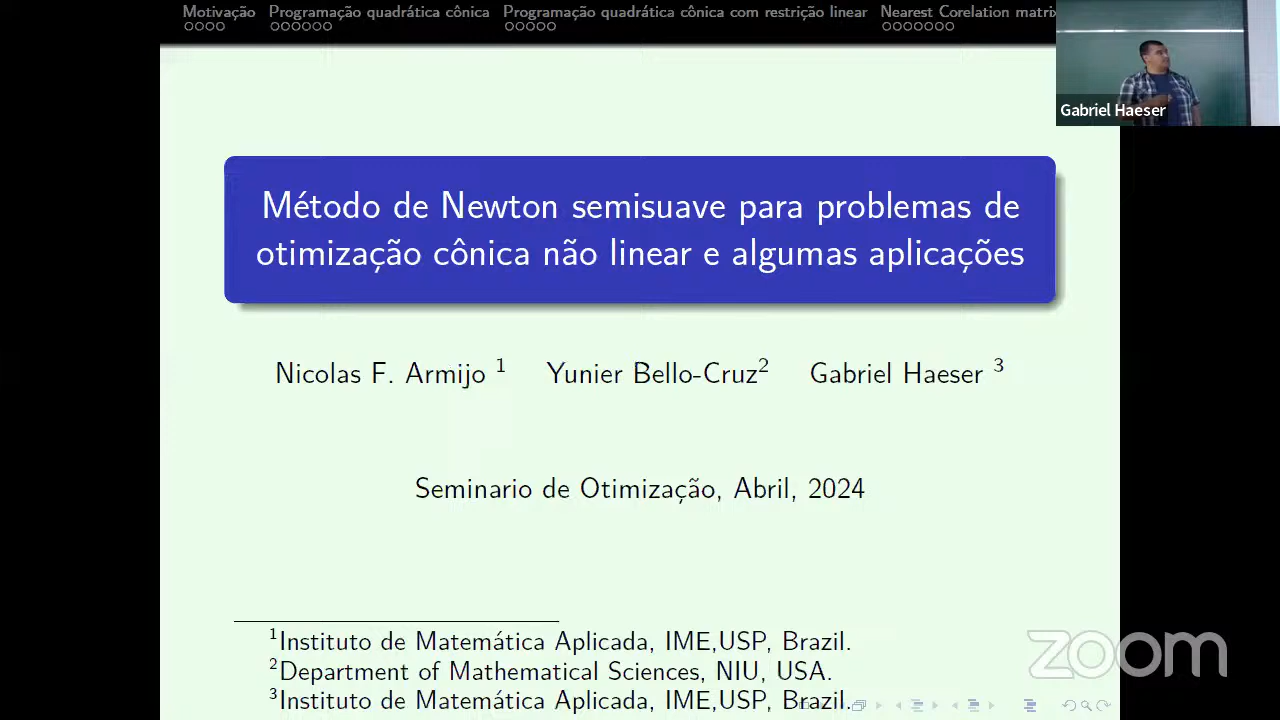 Motivação Programação quadrática cônica Programação quadrática cônica com restrição linear Nearest Corelation matrix
Gabriel Haeser
Método de Newton semisuave para problemas de
otimização cônica não linear e algumas aplicações
Nicolas F. Armijo 1 Yunier Bello-Cruz2 Gabriel Haeser 3
Seminario de Otimização, Abril, 2024
1Instituto de Matemática Aplicada, IME,USP, Brazil.
2Department of Mathematical Sciences, NIU, USA.
3Instituto de Matemática Aplicada, IME,USP, Brazil.
zoom